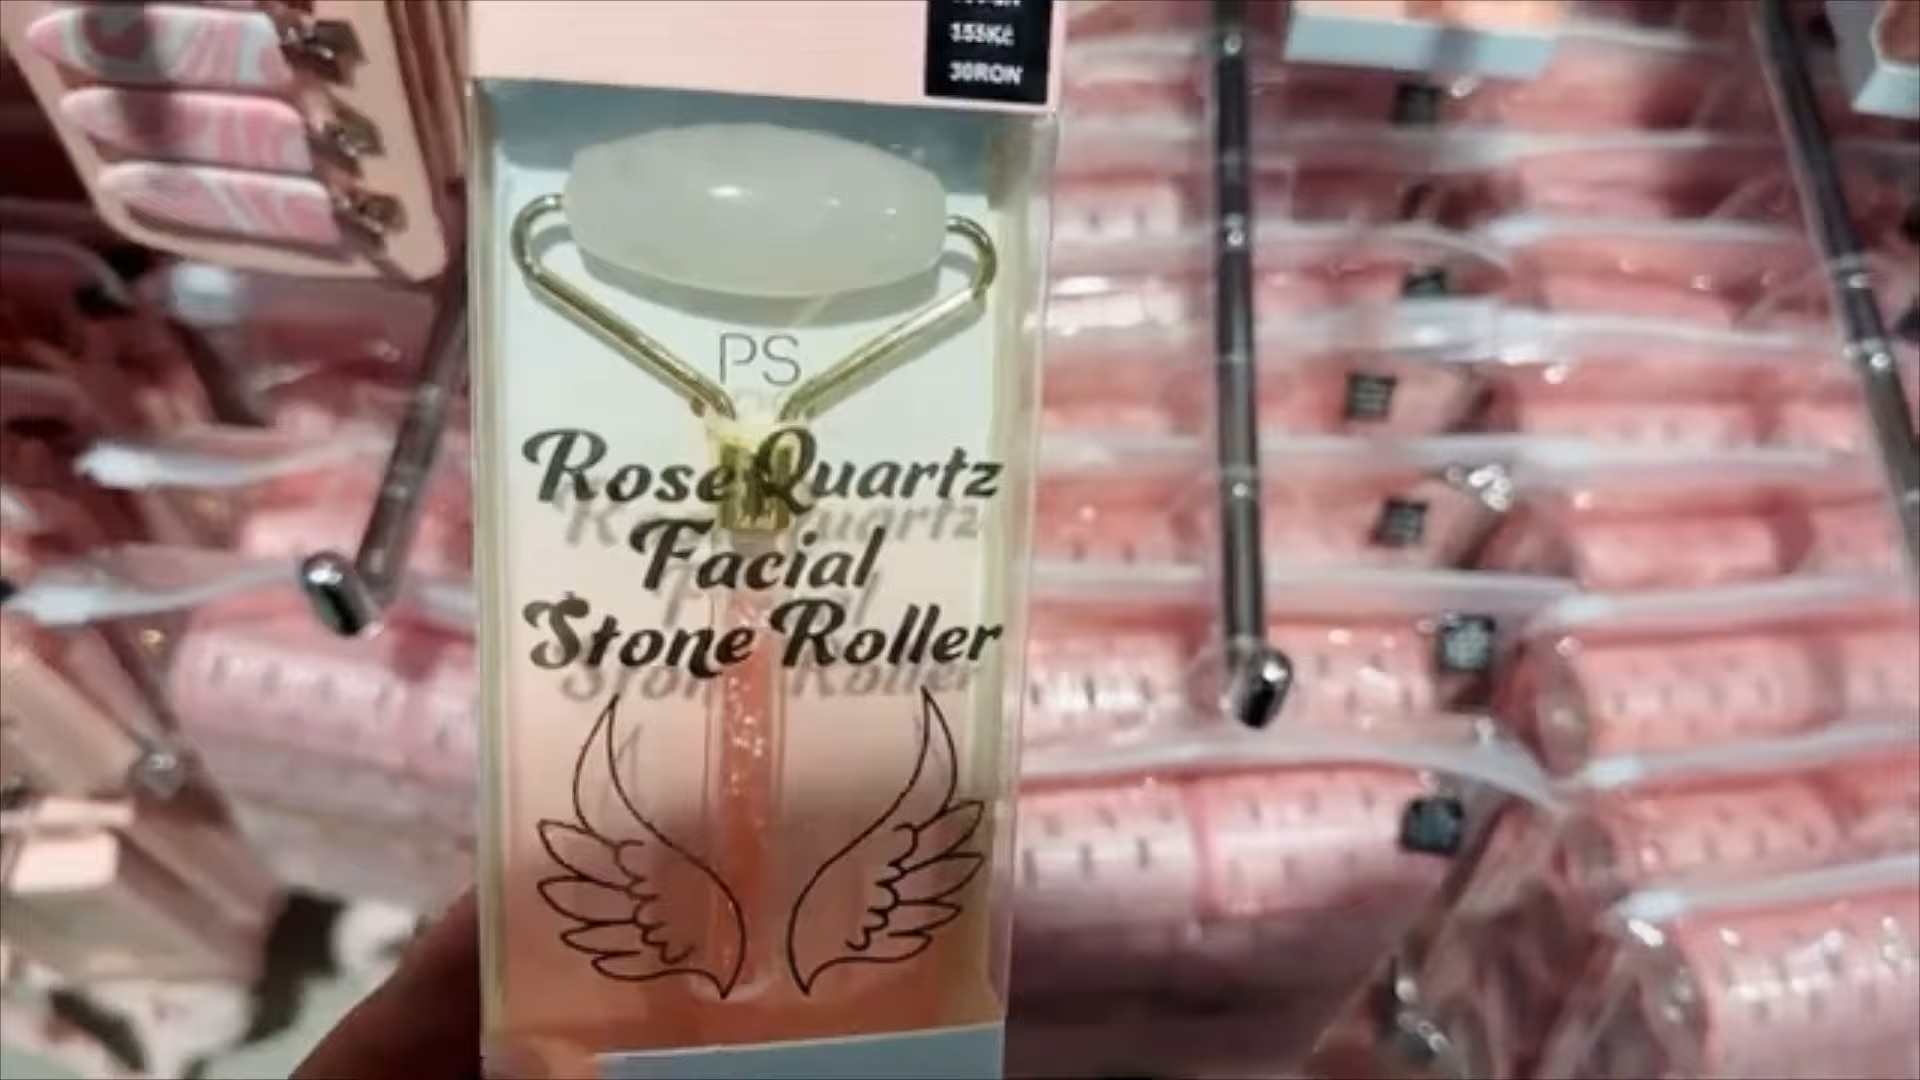 155Kč
30RON
PS
Rose Quartz
Facial
Stone Roller